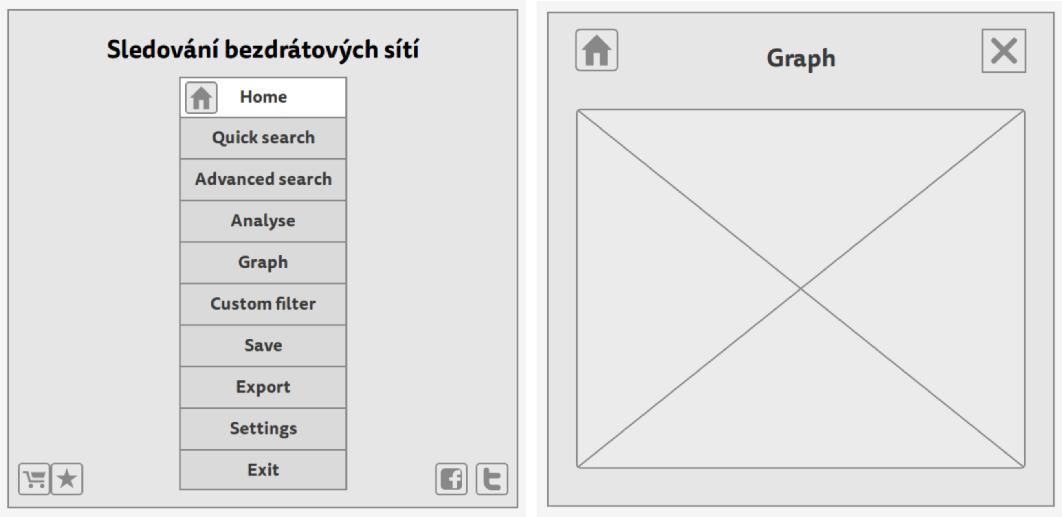 Sledování bezdrátových sítí
Home
Quick search
Advanced search
Analyse
Graph
Custom filter
Save
Export
Settings
Exit
Graph